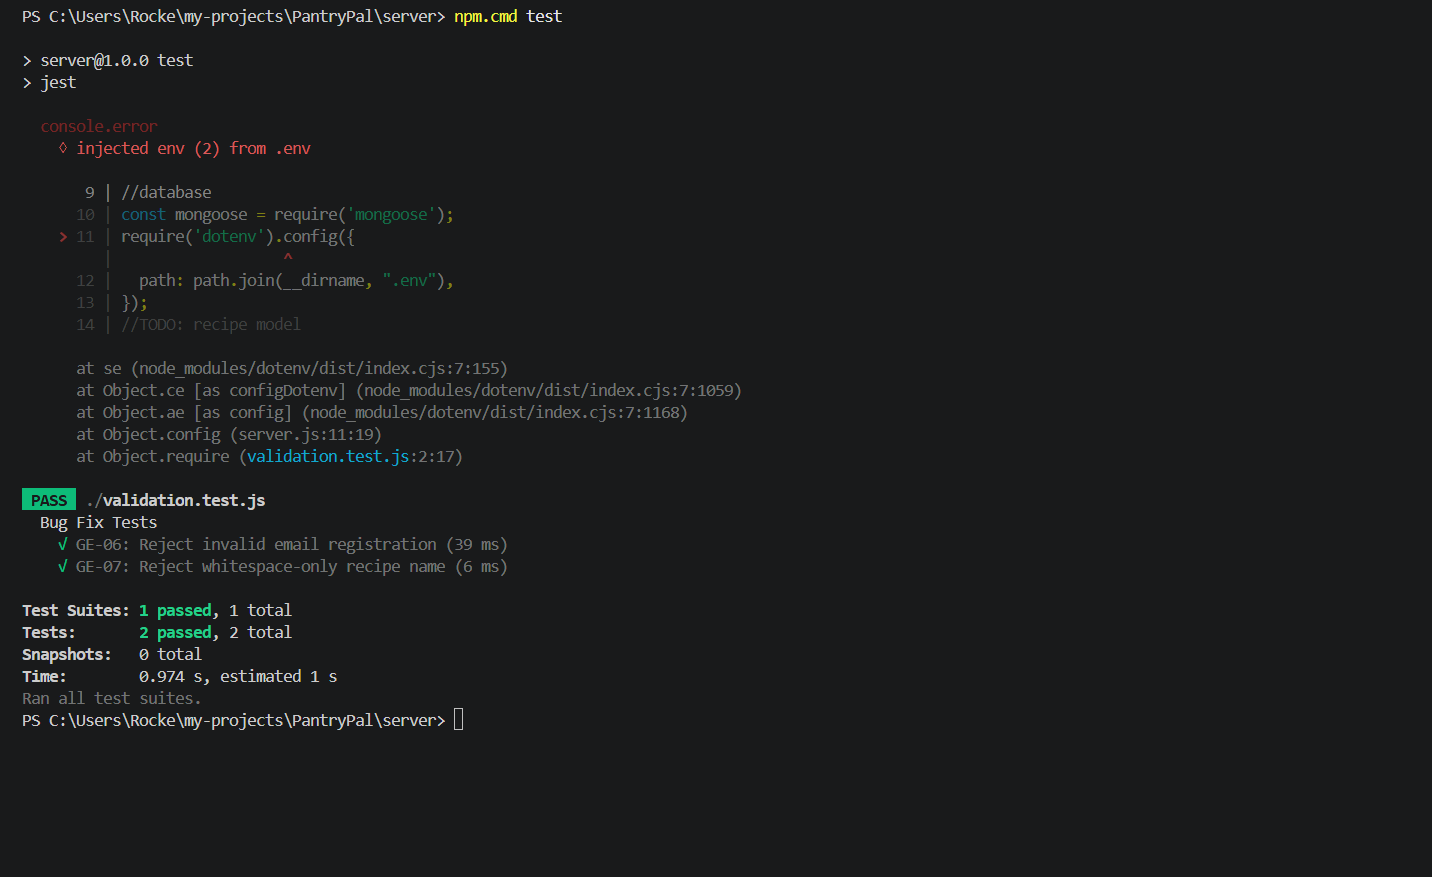 PS C:\Users\Rocke\my-projects\PantryPal\server> npm.cmd test
> server@1.0.0 test
> jest
console.error
◊ injected env (2) from .env
9 | //database
10 | const mongoose = require('mongoose');
> 11 | require('dotenv').config({
| ^
12 | path: path.join(__dirname, ".env"),
13 | });
14 | //TODO: recipe model
at se (node_modules/dotenv/dist/index.cjs:7:155)
at Object.ce [as configDotenv] (node_modules/dotenv/dist/index.cjs:7:1059)
at Object.ae [as config] (node_modules/dotenv/dist/index.cjs:7:1168)
at Object.config (server.js:11:19)
at Object.require (validation.test.js:2:17)
PASS ./validation.test.js
Bug Fix Tests
√ GE-06: Reject invalid email registration (39 ms)
√ GE-07: Reject whitespace-only recipe name (6 ms)
Test Suites: 1 passed, 1 total
Tests: 2 passed, 2 total
Snapshots: 0 total
Time: 0.974 s, estimated 1 s
Ran all test suites.
PS C:\Users\Rocke\my-projects\PantryPal\server>